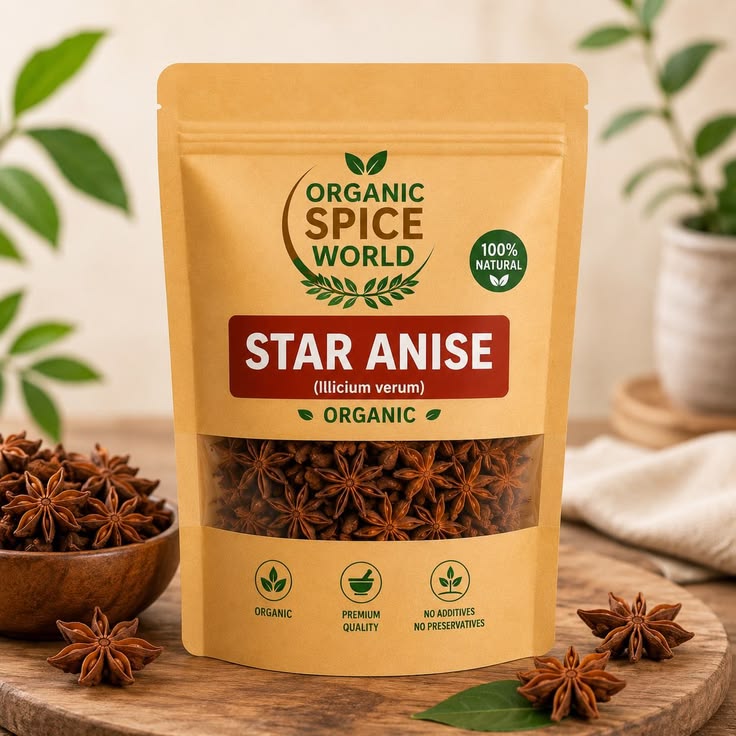 ORGANIC
SPICE
WORLD
100%
NATURAL
STAR ANISE
(Illicium verum)
ORGANIC
ORGANIC
PREMIUM
QUALITY
NO ADDITIVES
NO PRESERVATIVES